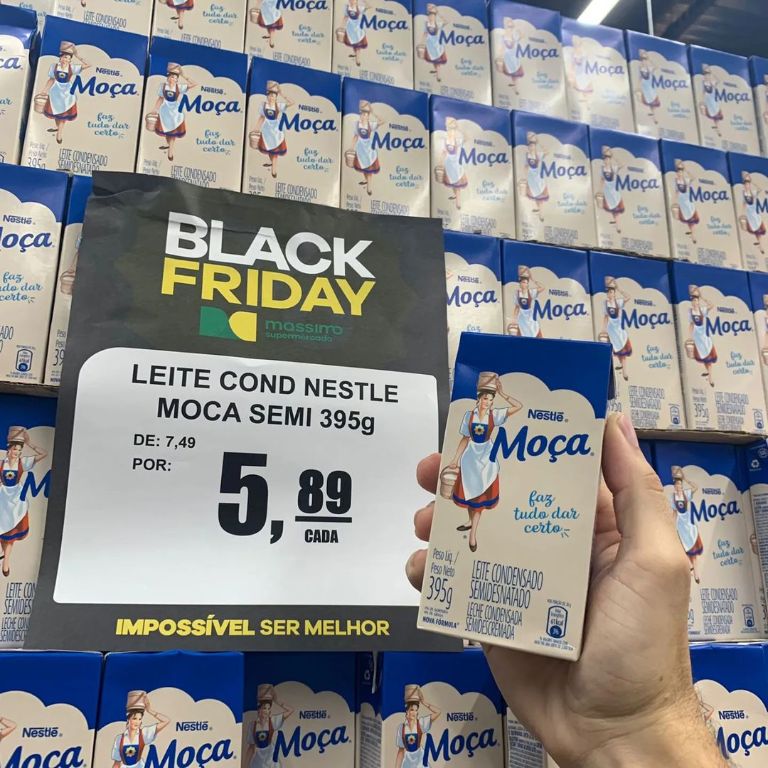 BLACK
FRIDAY
massimo
supermercado
LEITE COND NESTLE
MOCA SEMI 395g
DE: 7,49
POR:
5,89
CADA
IMPOSSÍVEL SER MELHOR
Nestlé
Moça
faz
tudo dar
certo
Peso Líq./
Peso Neto
395g
NOVA FÓRMULA
LEITE CONDENSADO
SEMIDESNATADO
LECHE CONDENSADA
SEMIDESCREMADA